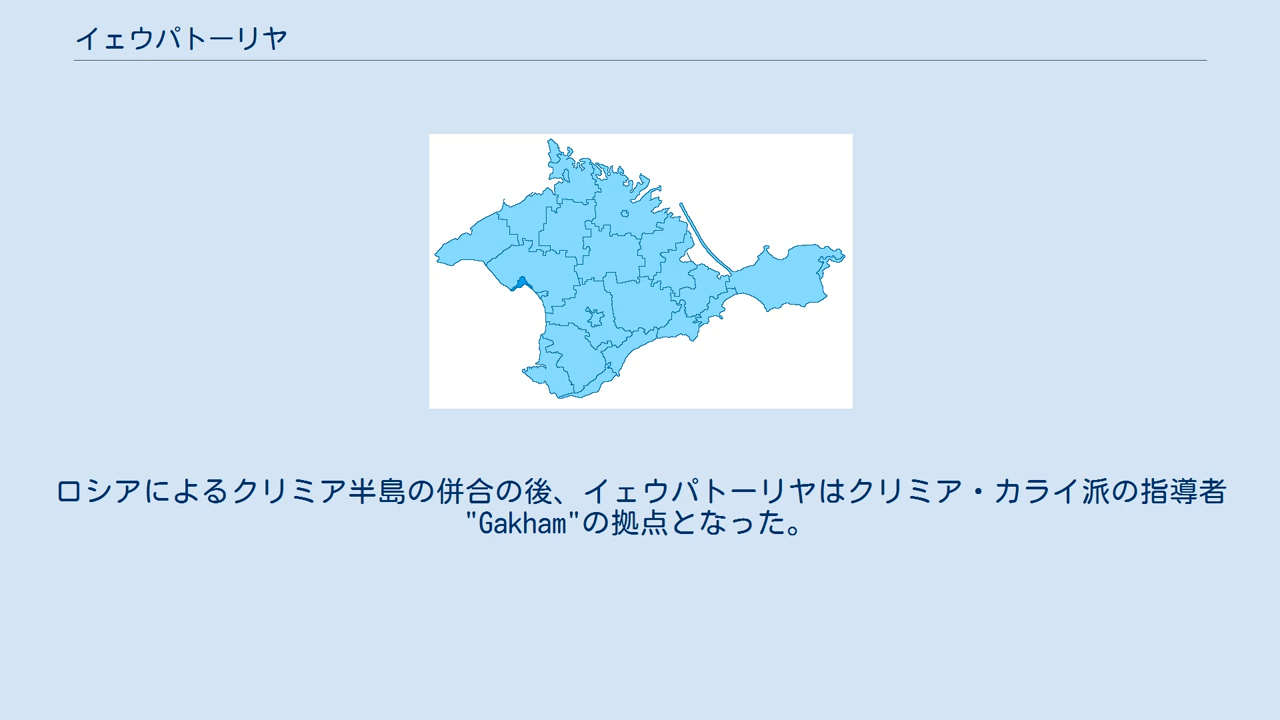 イェウパトーリヤ
ロシアによるクリミア半島の併合の後、イェウパトーリヤはクリミア・カライ派の指導者
"Gakham"の拠点となった。